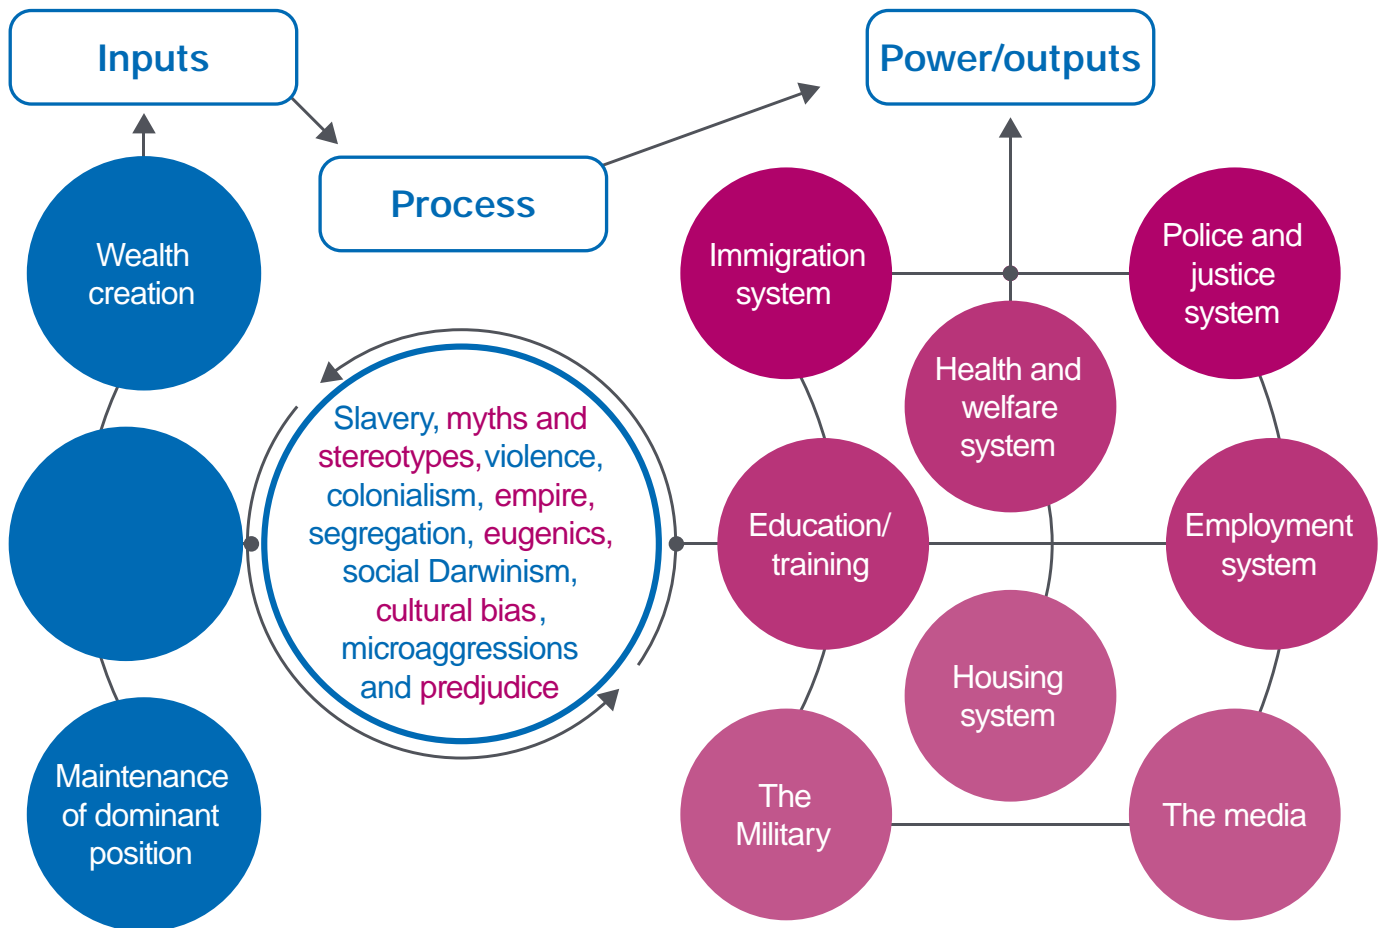 Inputs
Process
Power/outputs
Wealth
creation
Maintenance
of dominant
position
Slavery, myths and
stereotypes, violence,
colonialism, empire,
segregation, eugenics,
social Darwinism,
cultural bias,
microaggressions
and predjudice
Immigration
system
Police and
justice
system
Health and
welfare
system
Education/
training
Employment
system
Housing
system
The
Military
The media